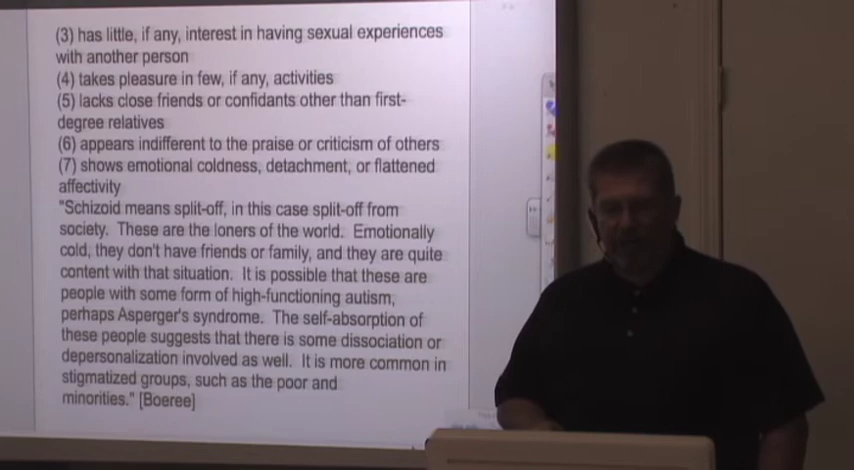 (3) has little, if any, interest in having sexual experiences
with another person
(4) takes pleasure in few, if any, activities
(5) lacks close friends or confidants other than first-
degree relatives
(6) appears indifferent to the praise or criticism of others
(7) shows emotional coldness, detachment, or flattened
affectivity
"Schizoid means split-off, in this case split-off from
society. These are the loners of the world. Emotionally
cold, they don't have friends or family, and they are quite
content with that situation. It is possible that these are
people with some form of high-functioning autism,
perhaps Asperger's syndrome. The self-absorption of
these people suggests that there is some dissociation or
depersonalization involved as well. It is more common in
stigmatized groups, such as the poor and
minorities." [Boeree]